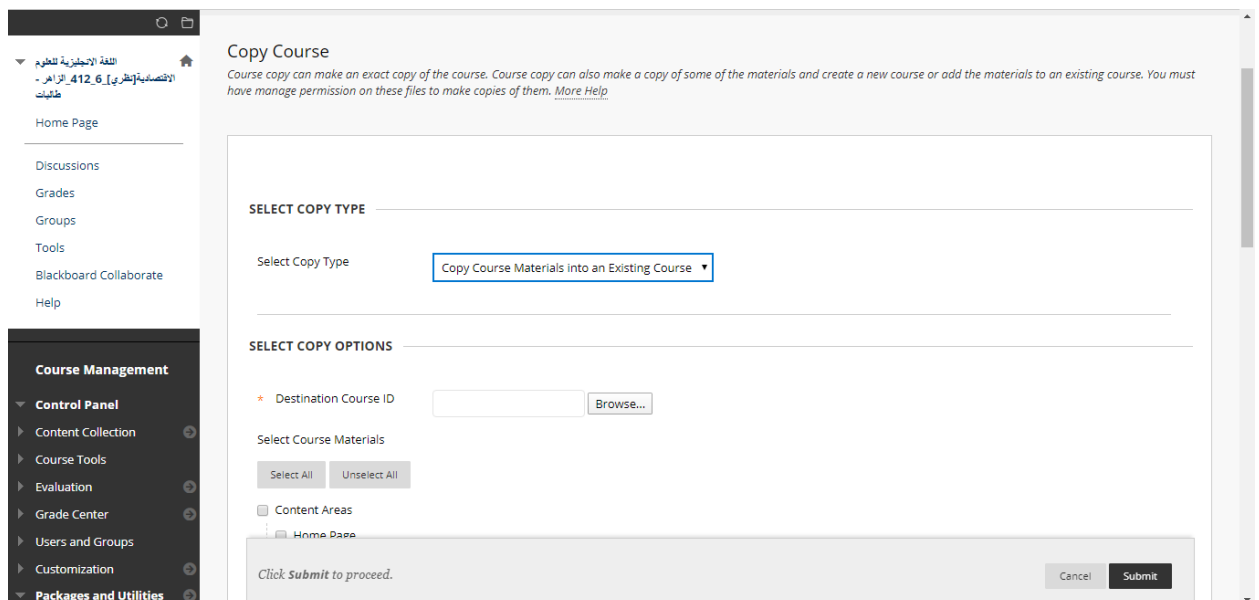 اللغة الانجليزية للعلوم
الاقتصادية[نظري]_6_412_الزاهر -
طالبات
Home Page
Discussions
Grades
Groups
Tools
Blackboard Collaborate
Help
Course Management
Control Panel
Content Collection
Course Tools
Evaluation
Grade Center
Users and Groups
Customization
Packages and Utilities
Copy Course
Course copy can make an exact copy of the course. Course copy can also make a copy of some of the materials and create a new course or add the materials to an existing course. You must
have manage permission on these files to make copies of them. More Help
SELECT COPY TYPE
Select Copy Type
Copy Course Materials into an Existing Course
SELECT COPY OPTIONS
* Destination Course ID
Browse...
Select Course Materials
Select All Unselect All
Content Areas
Home Page
Click Submit to proceed.
Cancel Submit